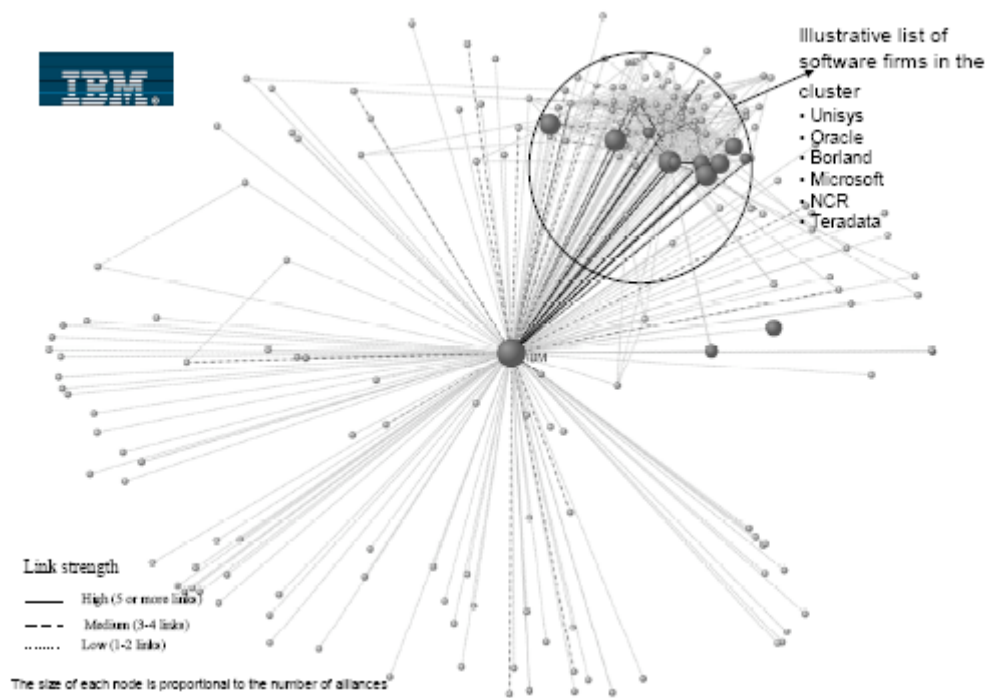 IBM
Illustrative list of
software firms in the
cluster
• Unisys
• Oracle
• Borland
• Microsoft
• NCR
• Teradata
IBM
Link strength
High (5 or more links)
Medium (3-4 links)
Low (1-2 links)
The size of each node is proportional to the number of alliances